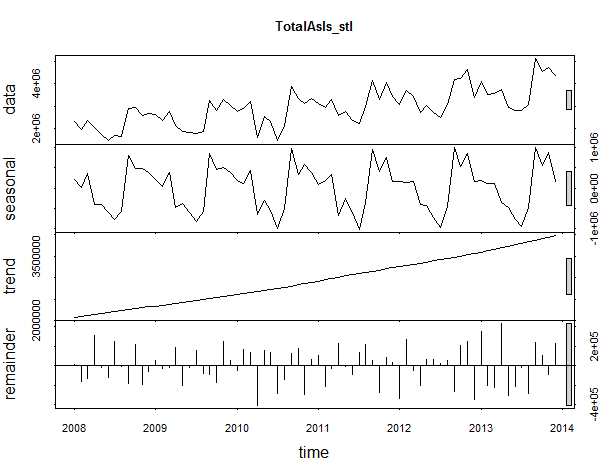 TotalAsIs_stl
data
2e+06
4e+06
seasonal
-1e+06
0e+00
1e+06
trend
2000000
3500000
remainder
-4e+05
2e+05
2008 2009 2010 2011 2012 2013 2014
time